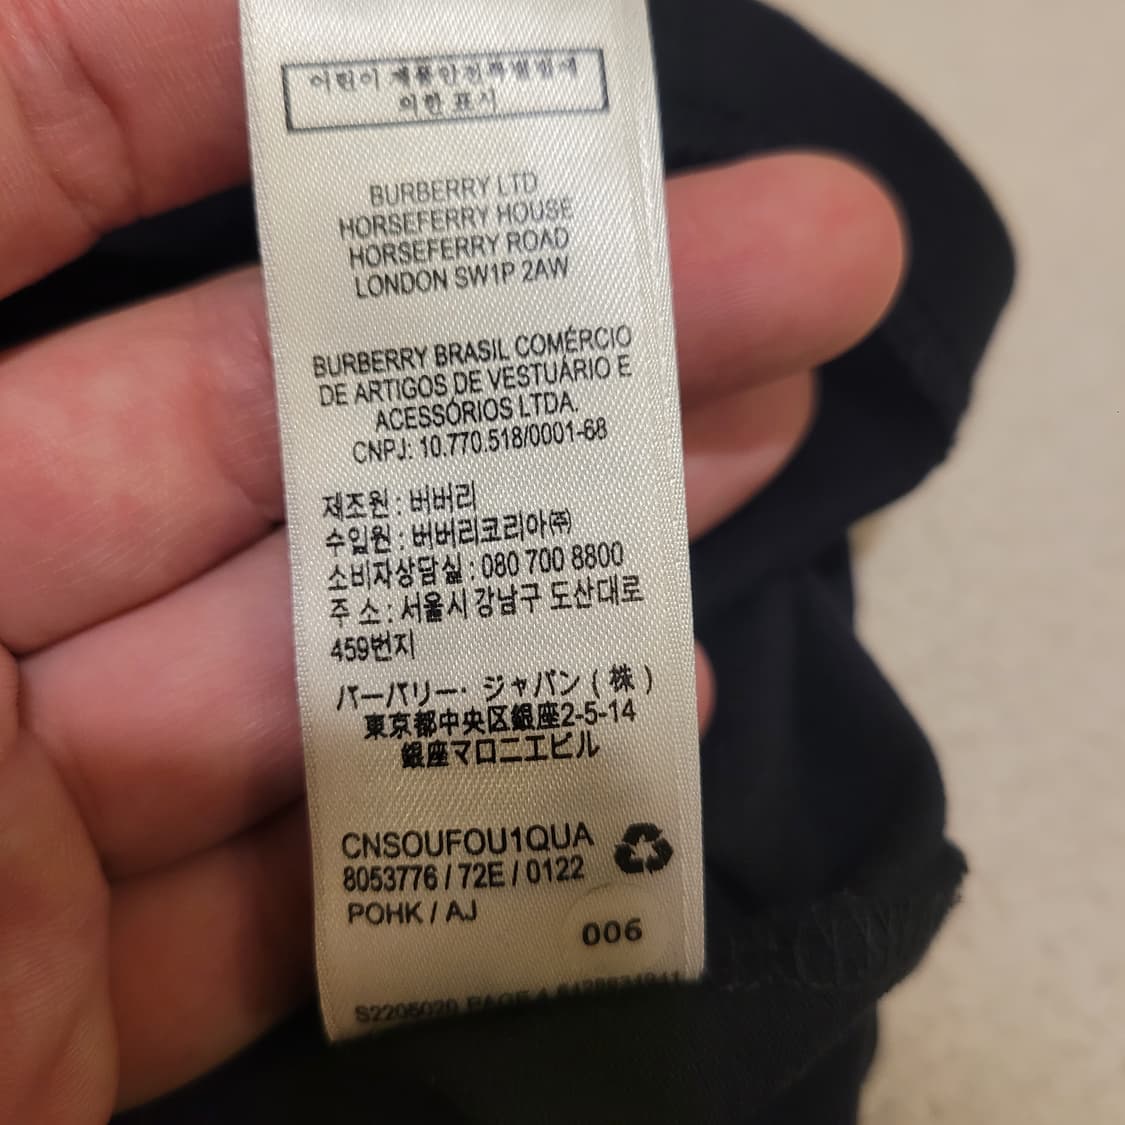 어린이 제품안전특별법에
의한 표시
BURBERRY LTD
HORSEFERRY HOUSE
HORSEFERRY ROAD
LONDON SW1P 2AW
BURBERRY BRASIL COMÉRCIO
DE ARTIGOS DE VESTUÁRIO E
ACESSÓRIOS LTDA.
CNPJ: 10.770.518/0001-68
제조원 : 버버리
수입원 : 버버리코리아㈜
소비자상담실 : 080 700 8800
주 소 : 서울시 강남구 도산대로
459번지
バーバリー· ジャパン ( 株 )
東京都中央区銀座2-5-14
銀座マロニエビル
CNSOUFOU1QUA
8053776 / 72E / 0122
POHK / AJ
006
S2205020 PAGE 4